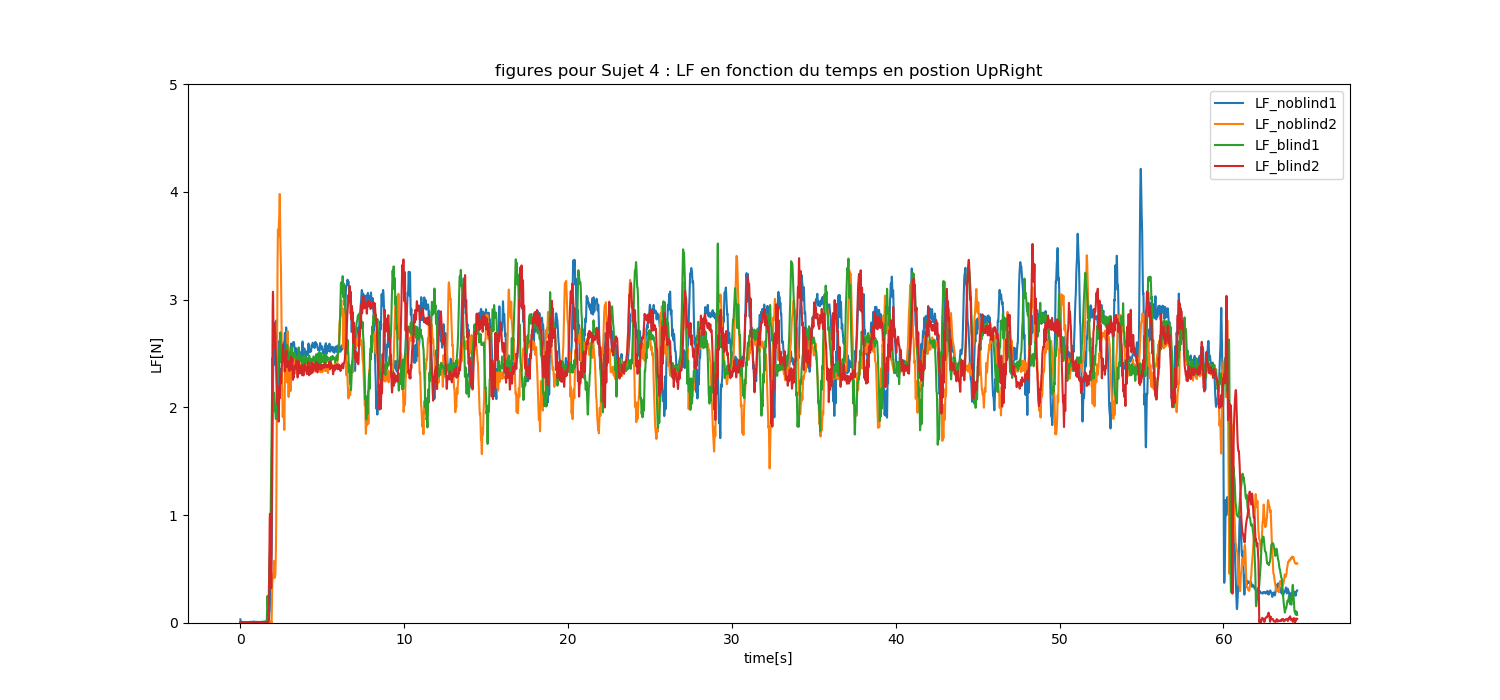 figures pour Sujet 4 : LF en fonction du temps en postion UpRight
5
4
3
2
1
0
LF[N]
0 10 20 30 40 50 60
time[s]
LF_noblind1
LF_noblind2
LF_blind1
LF_blind2